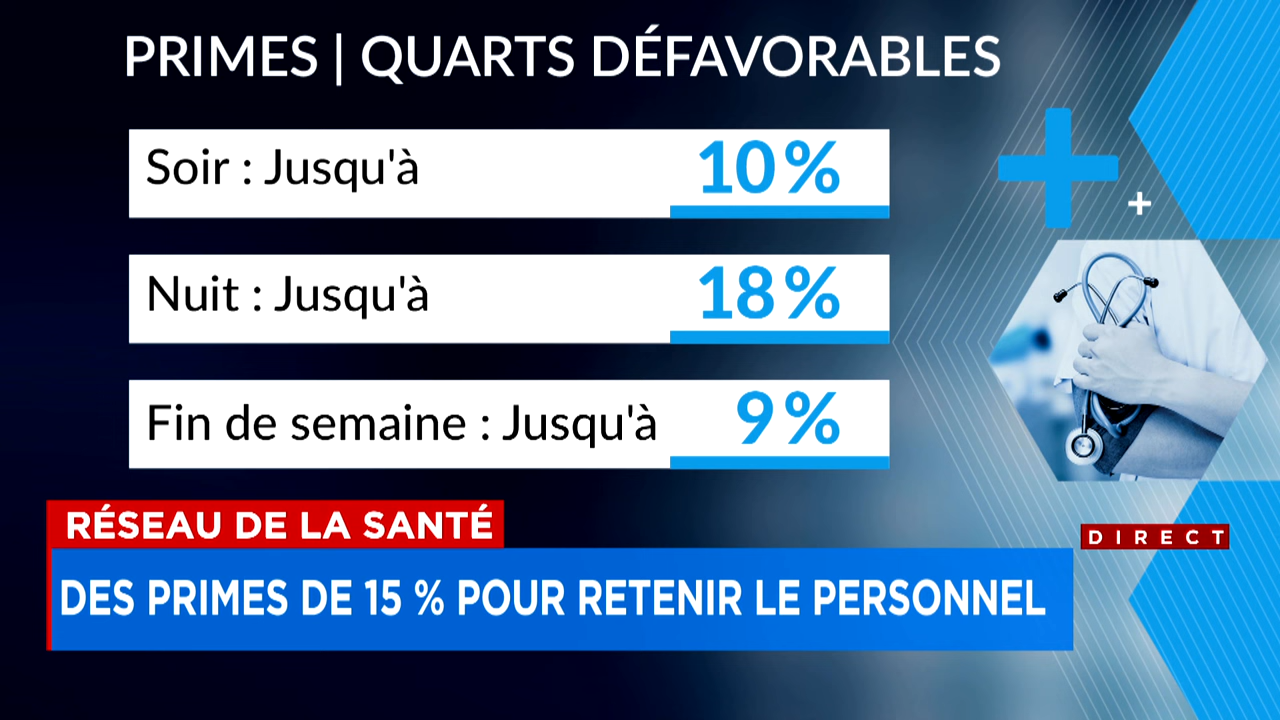 PRIMES | QUARTS DÉFAVORABLES
Soir : Jusqu'à 10 %
Nuit : Jusqu'à 18 %
Fin de semaine : Jusqu'à 9 %
RÉSEAU DE LA SANTÉ
DIRECT
DES PRIMES DE 15 % POUR RETENIR LE PERSONNEL